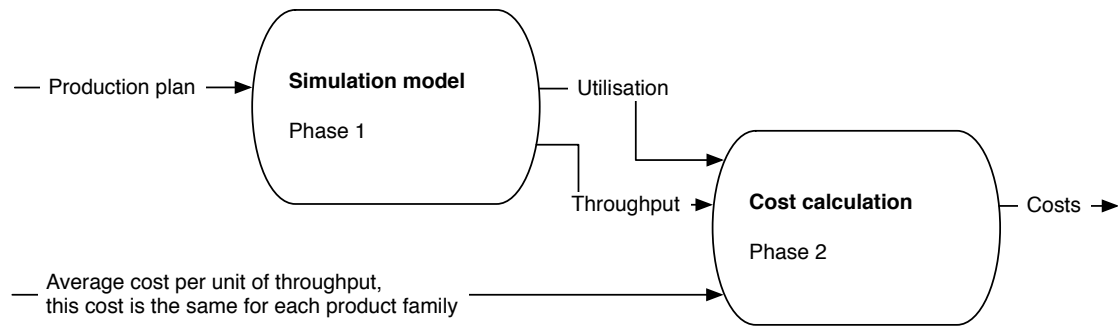 Production plan
Simulation model
Phase 1
Utilisation
Throughput
Cost calculation
Phase 2
Costs
Average cost per unit of throughput,
this cost is the same for each product family